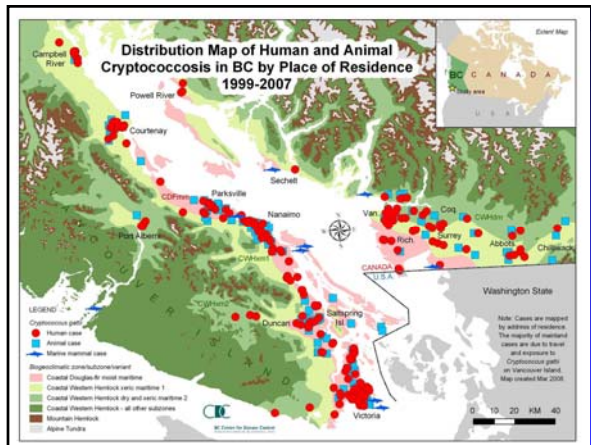 Distribution Map of Human and Animal
Cryptococcosis in BC by Place of Residence
1999-2007
Extent Map
BC
C A N A D A
Study area
U S A
Campbell
River
Powell River
Courtenay
Sechelt
CDFmm
Parksville
Nanaimo
Port Alberni
Van.
Coq.
CWHdm
Surrey
Rich.
Abbots.
Chilliwack
CANADA
U.S.A.
CWHxm1
CWHxm2
Duncan
Saltspring
Isl
Victoria
Washington State
Note: Cases are mapped
by address of residence.
The majority of mainland
cases are due to travel
and exposure to
Cryptococcus gattii
on Vancouver Island.
Map created Mar 2008.
LEGEND
Cryptococcus gattii
Human case
Animal case
Marine mammal case
Biogeoclimatic zone/subzone/variant
Coastal Douglas-fir moist maritime
Coastal Western Hemlock xeric maritime 1
Coastal Western Hemlock dry and xeric maritime 2
Coastal Western Hemlock - all other subzones
Mountain Hemlock
Alpine Tundra
BC Centre for Disease Control
0 10 20 40
KM